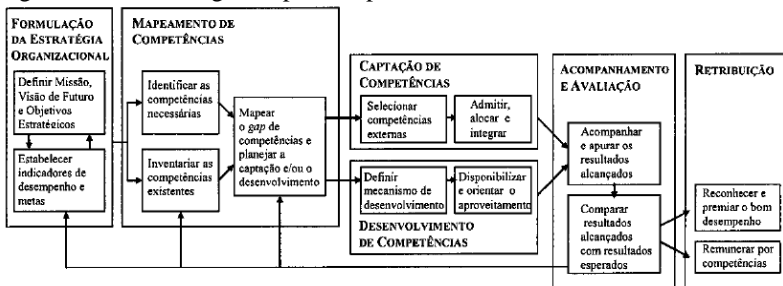 FORMULAÇÃO
DA ESTRATÉGIA
ORGANIZACIONAL
Definir Missão,
Visão de Futuro
e Objetivos
Estratégicos
Estabelecer
indicadores de
desempenho e
metas
MAPEAMENTO DE
COMPETÊNCIAS
Identificar as
competências
necessárias
Inventariar as
competências
existentes
Mapear
o gap de
competências e
planejar a
captação e/ou o
desenvolvimento
CAPTAÇÃO DE
COMPETÊNCIAS
Selecionar
competências
externas
Admitir,
alocar e
integrar
Definir
mecanismo de
desenvolvimento
Disponibilizar
e orientar o
aproveitamento
DESENVOLVIMENTO
DE COMPETÊNCIAS
ACOMPANHAMENTO
E AVALIAÇÃO
Acompanhar
e apurar os
resultados
alcançados
Comparar
resultados
alcançados
com resultados
esperados
RETRIBUIÇÃO
Reconhecer e
premiar o bom
desempenho
Remunerar por
competências